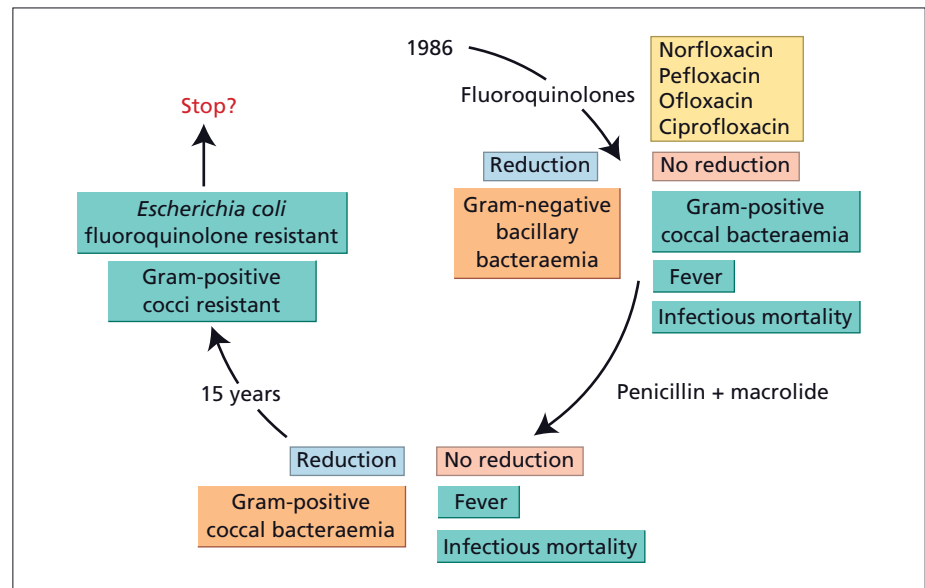 1986
Fluoroquinolones
Norfloxacin
Pefloxacin
Ofloxacin
Ciprofloxacin
Reduction
Gram-negative
bacillary
bacteraemia
No reduction
Gram-positive
coccal bacteraemia
Fever
Infectious mortality
Penicillin + macrolide
Reduction
Gram-positive
coccal bacteraemia
No reduction
Fever
Infectious mortality
15 years
Gram-positive
cocci resistant
Escherichia coli
fluoroquinolone resistant
Stop?